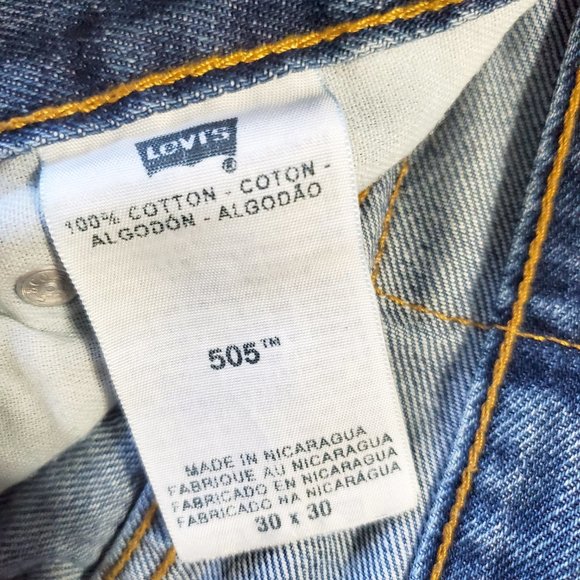 Levi's®
100% COTTON - COTON -
ALGODÓN - ALGODÃO
505™
MADE IN NICARAGUA
FABRIQUE AU NICARAGUA
FABRICADO EN NICARAGUA
FABRICADO NA NICARÁGUA
30 x 30